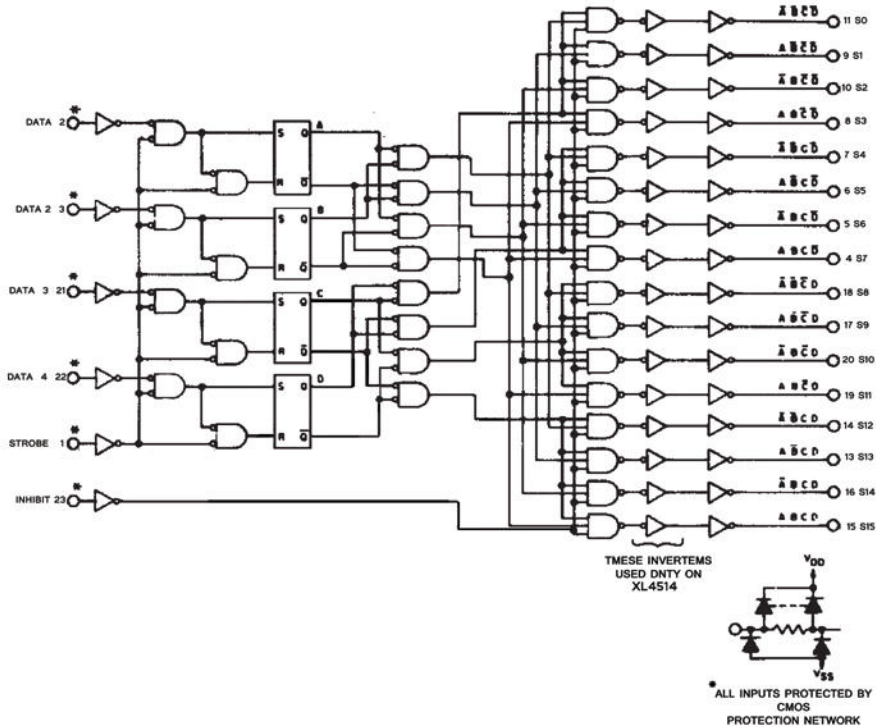 A̅ B̅ C̅ D̅
11 S0
A B̅ C̅ D̅
9 S1
A̅ B C̅ D̅
10 S2
A B C̅ D̅
8 S3
A̅ B̅ C D̅
7 S4
A B̅ C D̅
6 S5
A̅ B C D̅
5 S6
A B C D̅
4 S7
A̅ B̅ C̅ D
18 S8
A B̅ C̅ D
17 S9
A̅ B C̅ D
20 S10
A B C̅ D
19 S11
A̅ B̅ C D
14 S12
A B̅ C D
13 S13
A̅ B C D
16 S14
A B C D
15 S15
*
DATA 2
S Q A
R Q̅
*
DATA 2 3
S Q B
R Q̅
*
DATA 3 21
S Q C
R Q̅
*
DATA 4 22
S Q D
R Q̅
*
STROBE 1
*
INHIBIT 23
TMESE INVERTEMS
USED DNTY ON
XL4514
VDD
VSS
* ALL INPUTS PROTECTED BY
CMOS
PROTECTION NETWORK